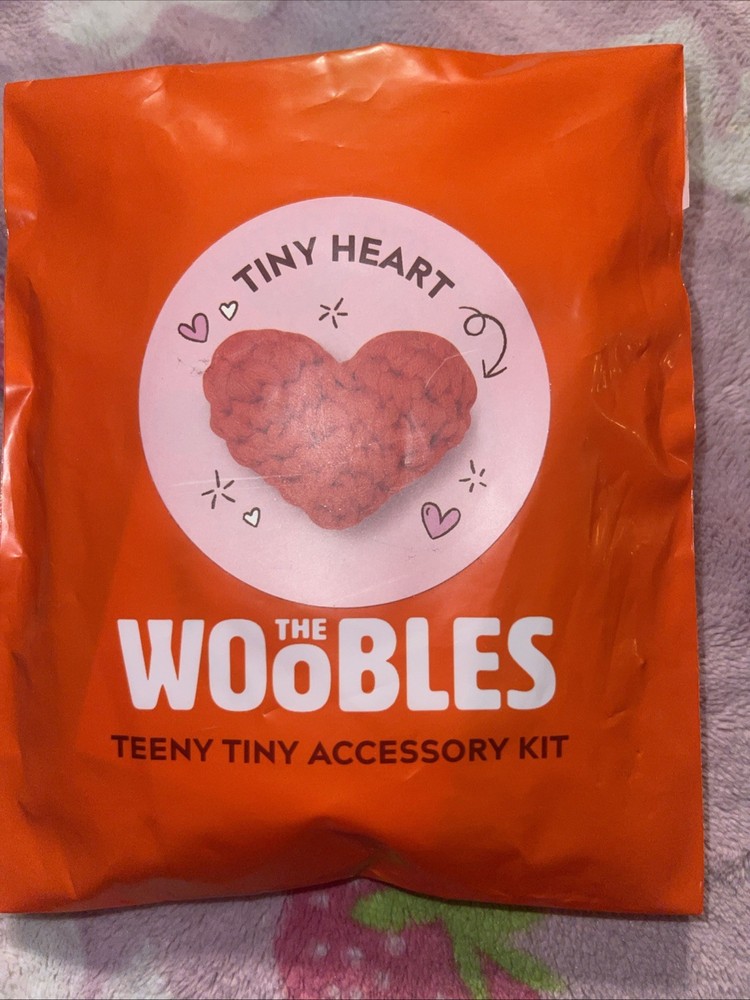 TINY HEART
THE
WOOBLES
TEENY TINY ACCESSORY KIT